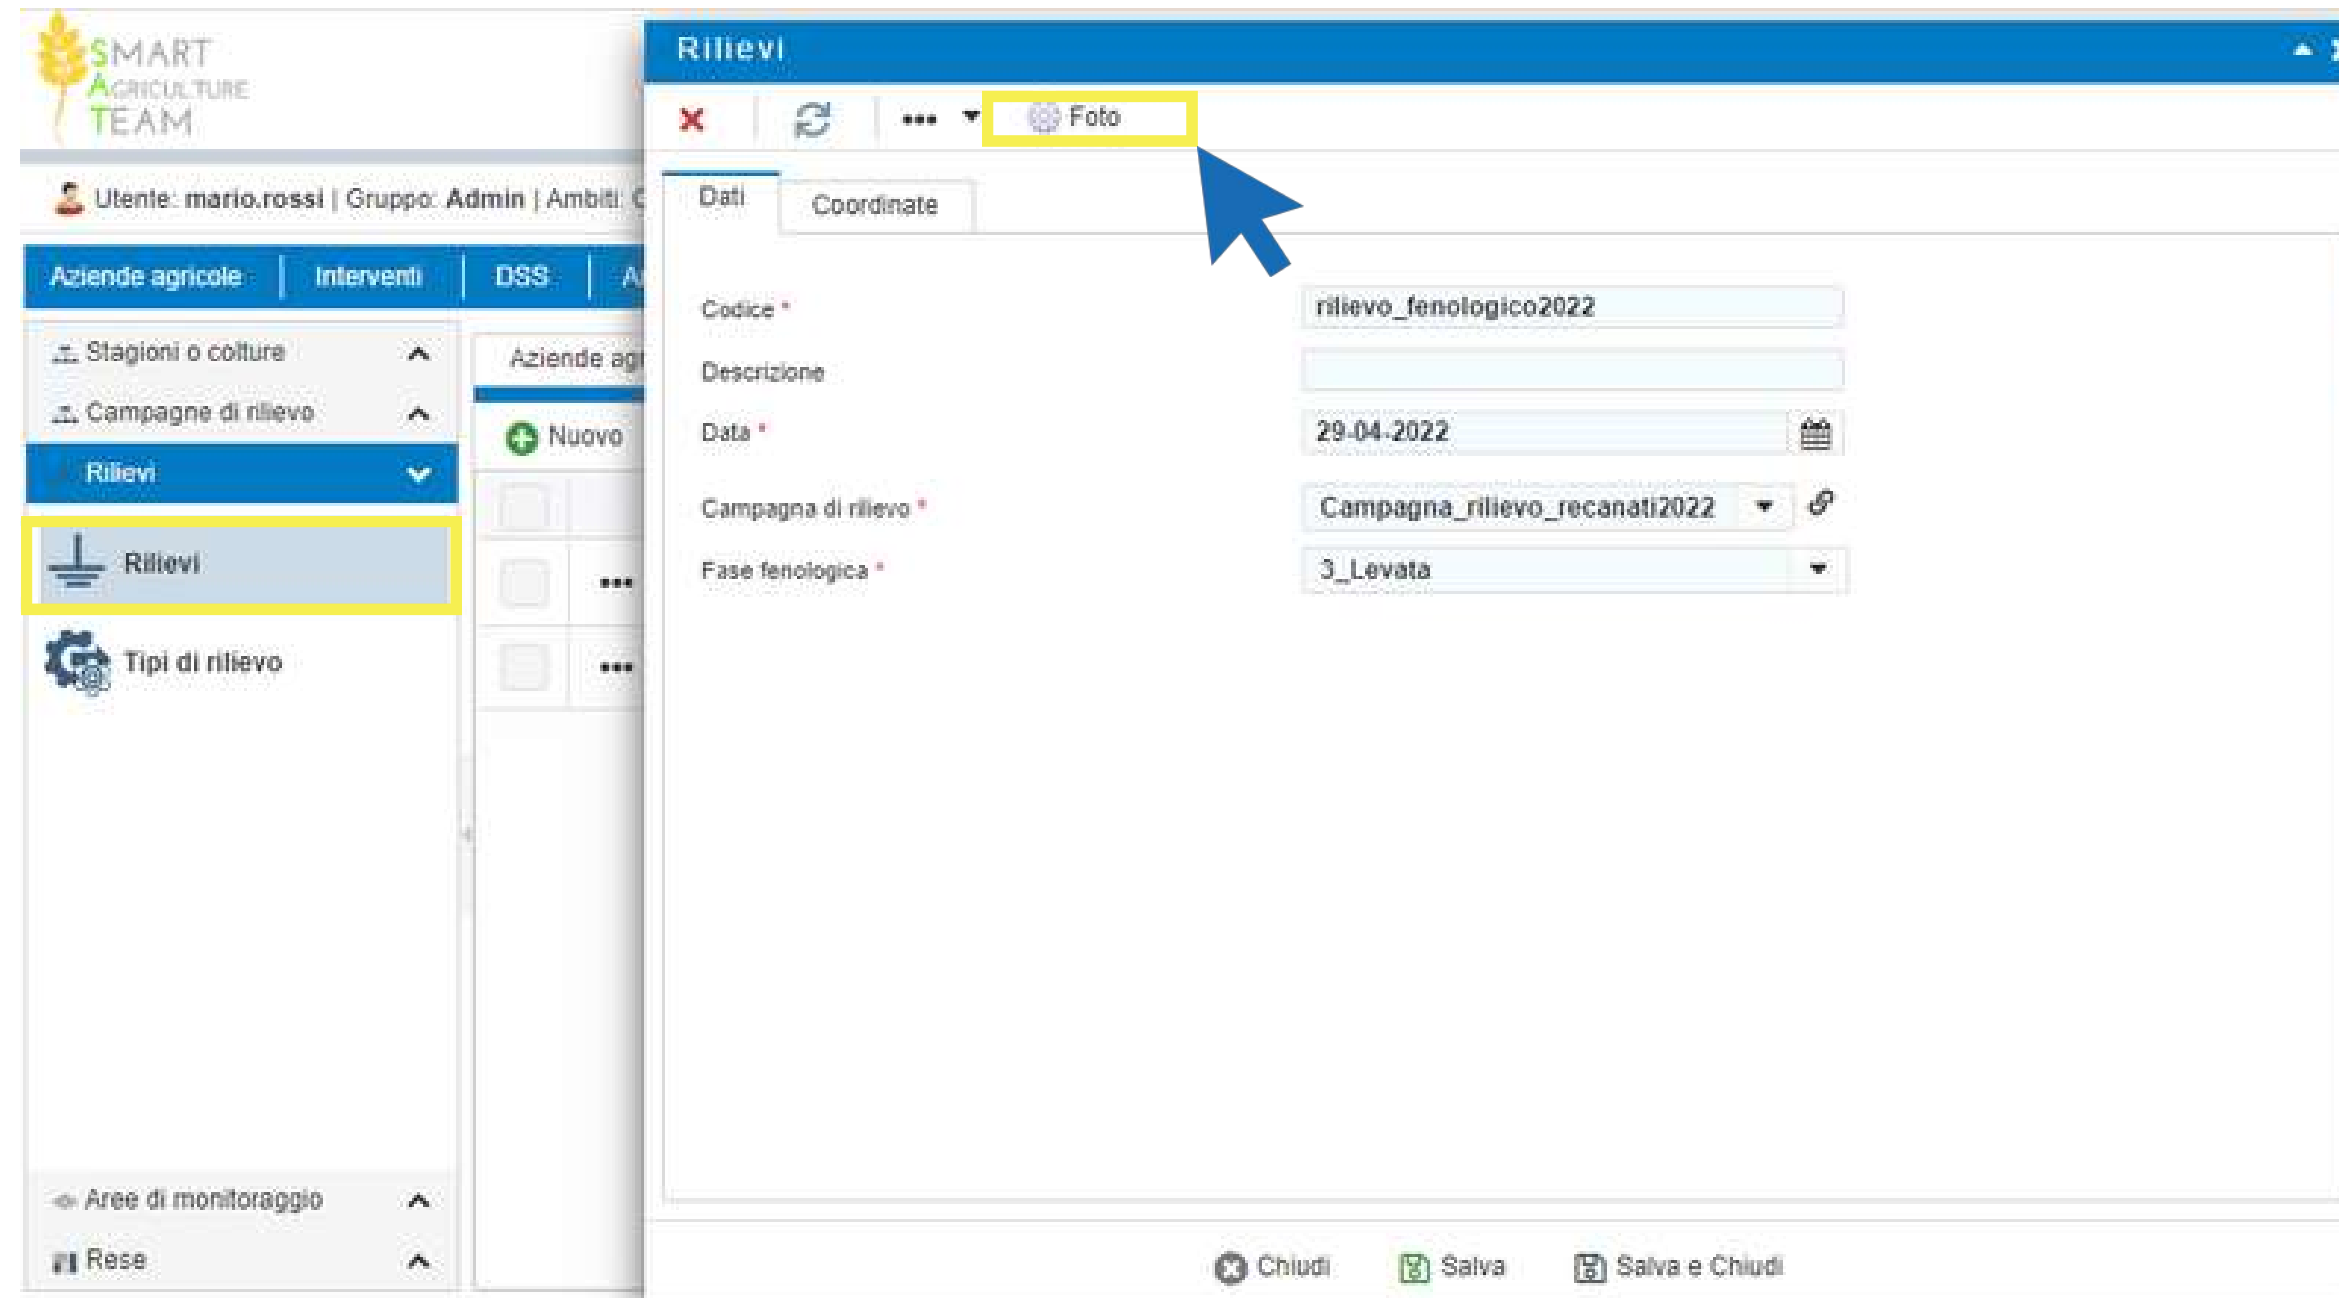 SMART
AGRICULTURE
TEAM
Utente: mario.rossi | Gruppo: Admin | Ambiti:
Aziende agricole
Interventi
DSS
Stagioni o colture
Campagne di rilievo
Rilievi
Rilievi
Tipi di rilievo
Aree di monitoraggio
Rese
Aziende agr
Nuovo
Rilievi
Foto
Dati
Coordinate
Codice *
rilievo_fenologico2022
Descrizione
Data *
29-04-2022
Campagna di rilievo *
Campagna_rilievo_recanati2022
Fase fenologica *
3_Levata
Chiudi
Salva
Salva e Chiudi